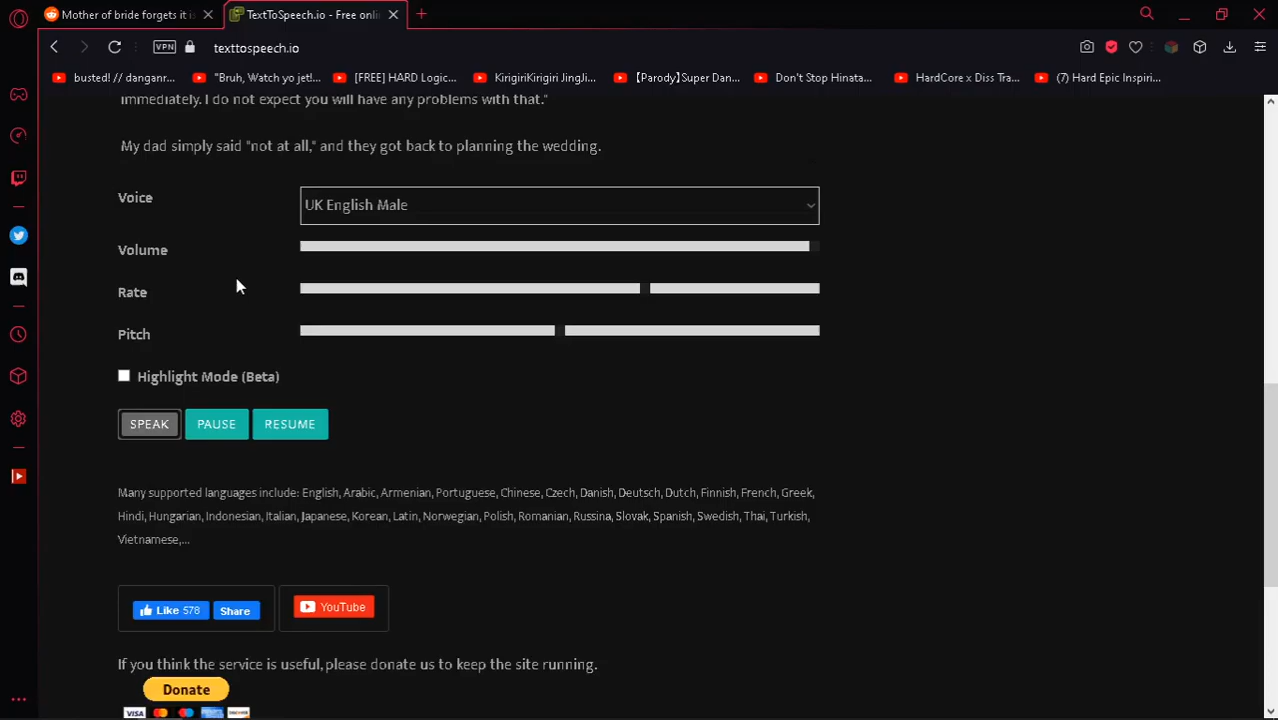 Mother of bride forgets it is
TextToSpeech.io - Free onli
VPN
texttospeech.io
busted! // danganr...
"Bruh, Watch yo jet!...
[FREE] HARD Logic...
KirigiriKirigiri JingJi...
【Parody】Super Dan...
Don't Stop Hinata...
HardCore x Diss Tra...
(7) Hard Epic Inspiri...
immediately. I do not expect you will have any problems with that."
My dad simply said "not at all," and they got back to planning the wedding.
Voice
UK English Male
Volume
Rate
Pitch
Highlight Mode (Beta)
SPEAK
PAUSE
RESUME
Many supported languages include: English, Arabic, Armenian, Portuguese, Chinese, Czech, Danish, Deutsch, Dutch, Finnish, French, Greek,
Hindi, Hungarian, Indonesian, Italian, Japanese, Korean, Latin, Norwegian, Polish, Romanian, Russina, Slovak, Spanish, Swedish, Thai, Turkish,
Vietnamese,...
Like 578
Share
YouTube
If you think the service is useful, please donate us to keep the site running.
Donate
VISA